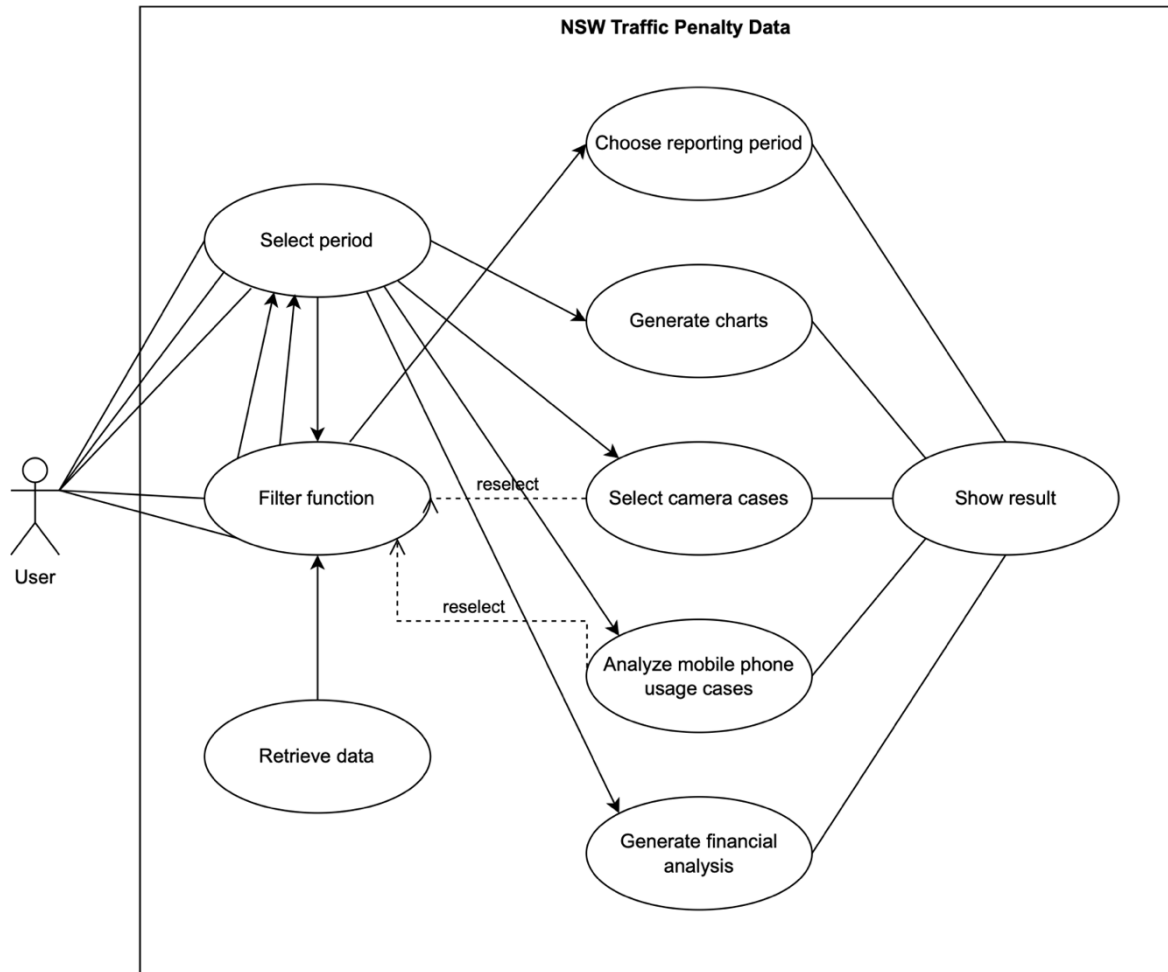 NSW Traffic Penalty Data
Choose reporting period
Select period
Generate charts
Filter function
reselect
Select camera cases
Show result
User
reselect
Analyze mobile phone
usage cases
Retrieve data
Generate financial
analysis